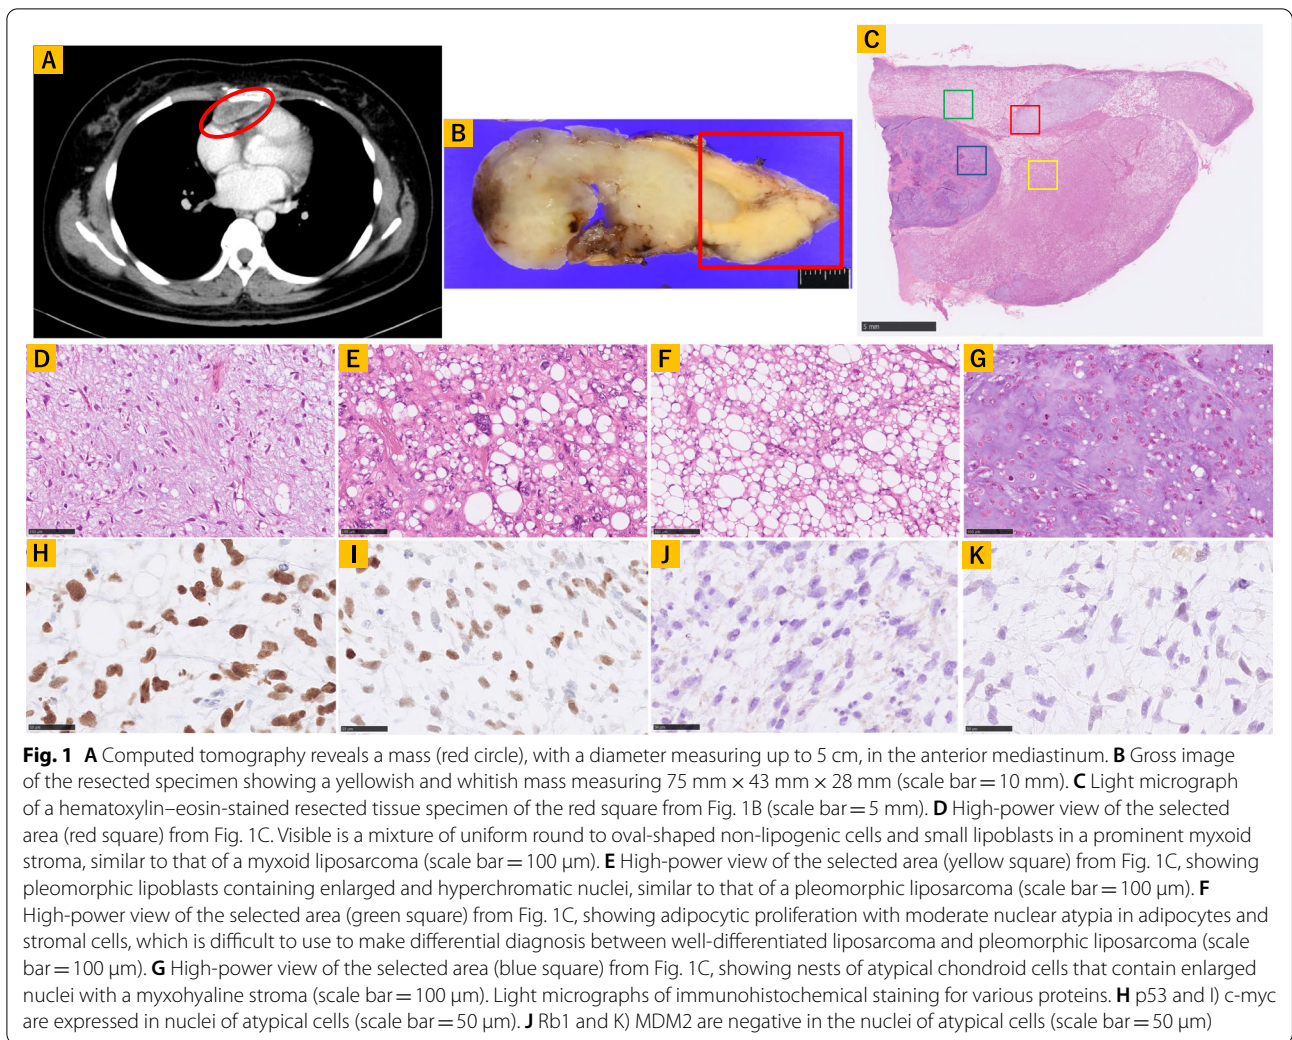 A
B
C
5 mm
D
E
F
G
H
I
J
K
Fig. 1 A Computed tomography reveals a mass (red circle), with a diameter measuring up to 5 cm, in the anterior mediastinum. B Gross image
of the resected specimen showing a yellowish and whitish mass measuring 75 mm × 43 mm × 28 mm (scale bar = 10 mm). C Light micrograph
of a hematoxylin–eosin-stained resected tissue specimen of the red square from Fig. 1B (scale bar = 5 mm). D High-power view of the selected
area (red square) from Fig. 1C. Visible is a mixture of uniform round to oval-shaped non-lipogenic cells and small lipoblasts in a prominent myxoid
stroma, similar to that of a myxoid liposarcoma (scale bar = 100 μm). E High-power view of the selected area (yellow square) from Fig. 1C, showing
pleomorphic lipoblasts containing enlarged and hyperchromatic nuclei, similar to that of a pleomorphic liposarcoma (scale bar = 100 μm). F
High-power view of the selected area (green square) from Fig. 1C, showing adipocytic proliferation with moderate nuclear atypia in adipocytes and
stromal cells, which is difficult to use to make differential diagnosis between well-differentiated liposarcoma and pleomorphic liposarcoma (scale
bar = 100 μm). G High-power view of the selected area (blue square) from Fig. 1C, showing nests of atypical chondroid cells that contain enlarged
nuclei with a myxohyaline stroma (scale bar = 100 μm). Light micrographs of immunohistochemical staining for various proteins. H p53 and I) c-myc
are expressed in nuclei of atypical cells (scale bar = 50 μm). J Rb1 and K) MDM2 are negative in the nuclei of atypical cells (scale bar = 50 μm)